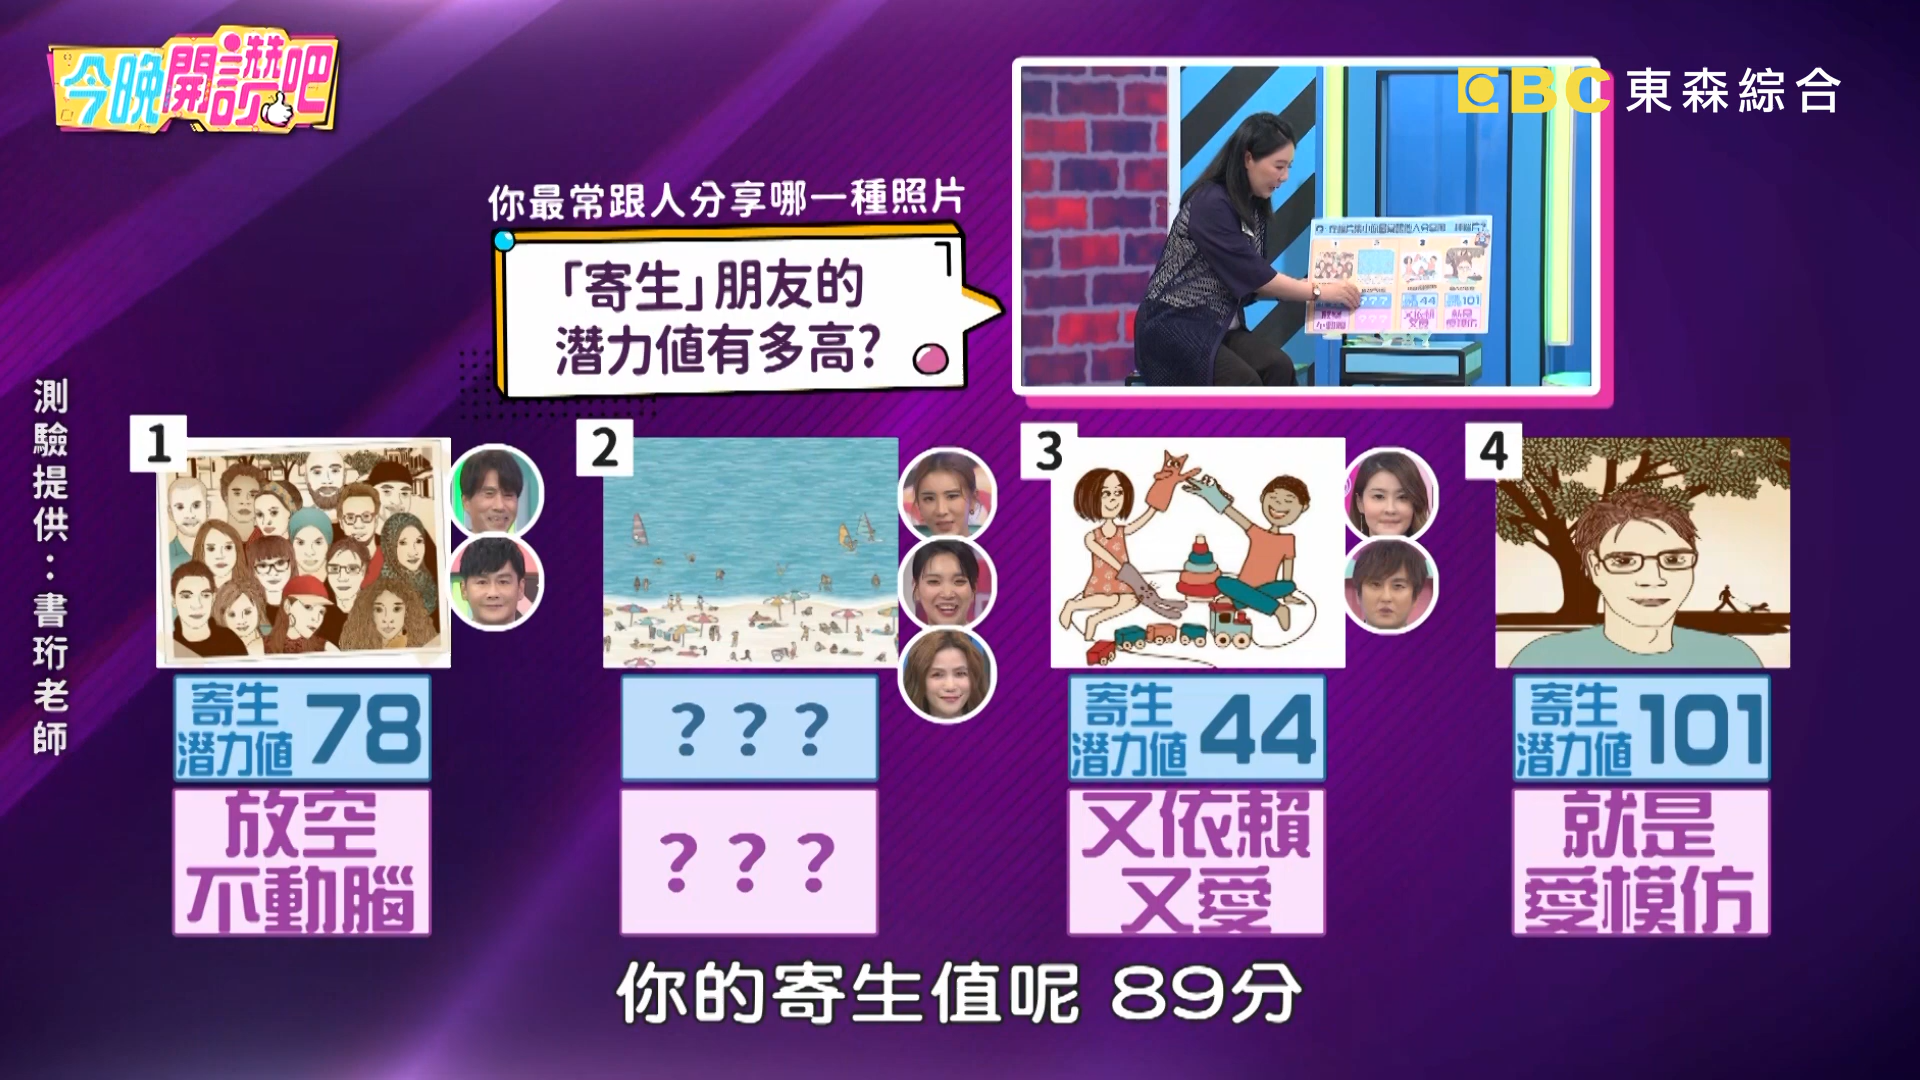 今晚開讚吧
EBC 東森綜合
你最常跟人分享哪一種照片
「寄生」朋友的
潛力值有多高?
測驗提供：書珩老師
1
2
3
4
寄生
潛力值 78
放空
不動腦
???
???
寄生
潛力值 44
又依賴
又愛
寄生
潛力值 101
就是
愛模仿
你的寄生值呢 89分